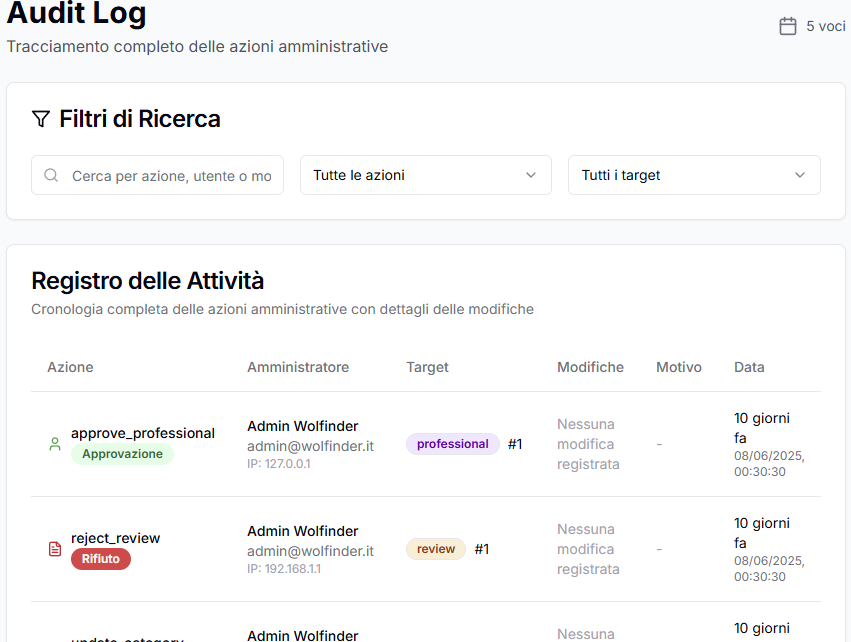 Audit Log
Tracciamento completo delle azioni amministrative
5 voci
Filtri di Ricerca
Cerca per azione, utente o mo
Tutte le azioni
Tutti i target
Registro delle Attività
Cronologia completa delle azioni amministrative con dettagli delle modifiche
Azione Amministratore Target Modifiche Motivo Data
approve_professional
Approvazione
Admin Wolfinder
admin@wolfinder.it
IP: 127.0.0.1
professional #1
Nessuna
modifica
registrata
-
10 giorni
fa
08/06/2025,
00:30:30
reject_review
Rifiuto
Admin Wolfinder
admin@wolfinder.it
IP: 192.168.1.1
review #1
Nessuna
modifica
registrata
-
10 giorni
fa
08/06/2025,
00:30:30
update_category
Admin Wolfinder
Nessuna
10 giorni